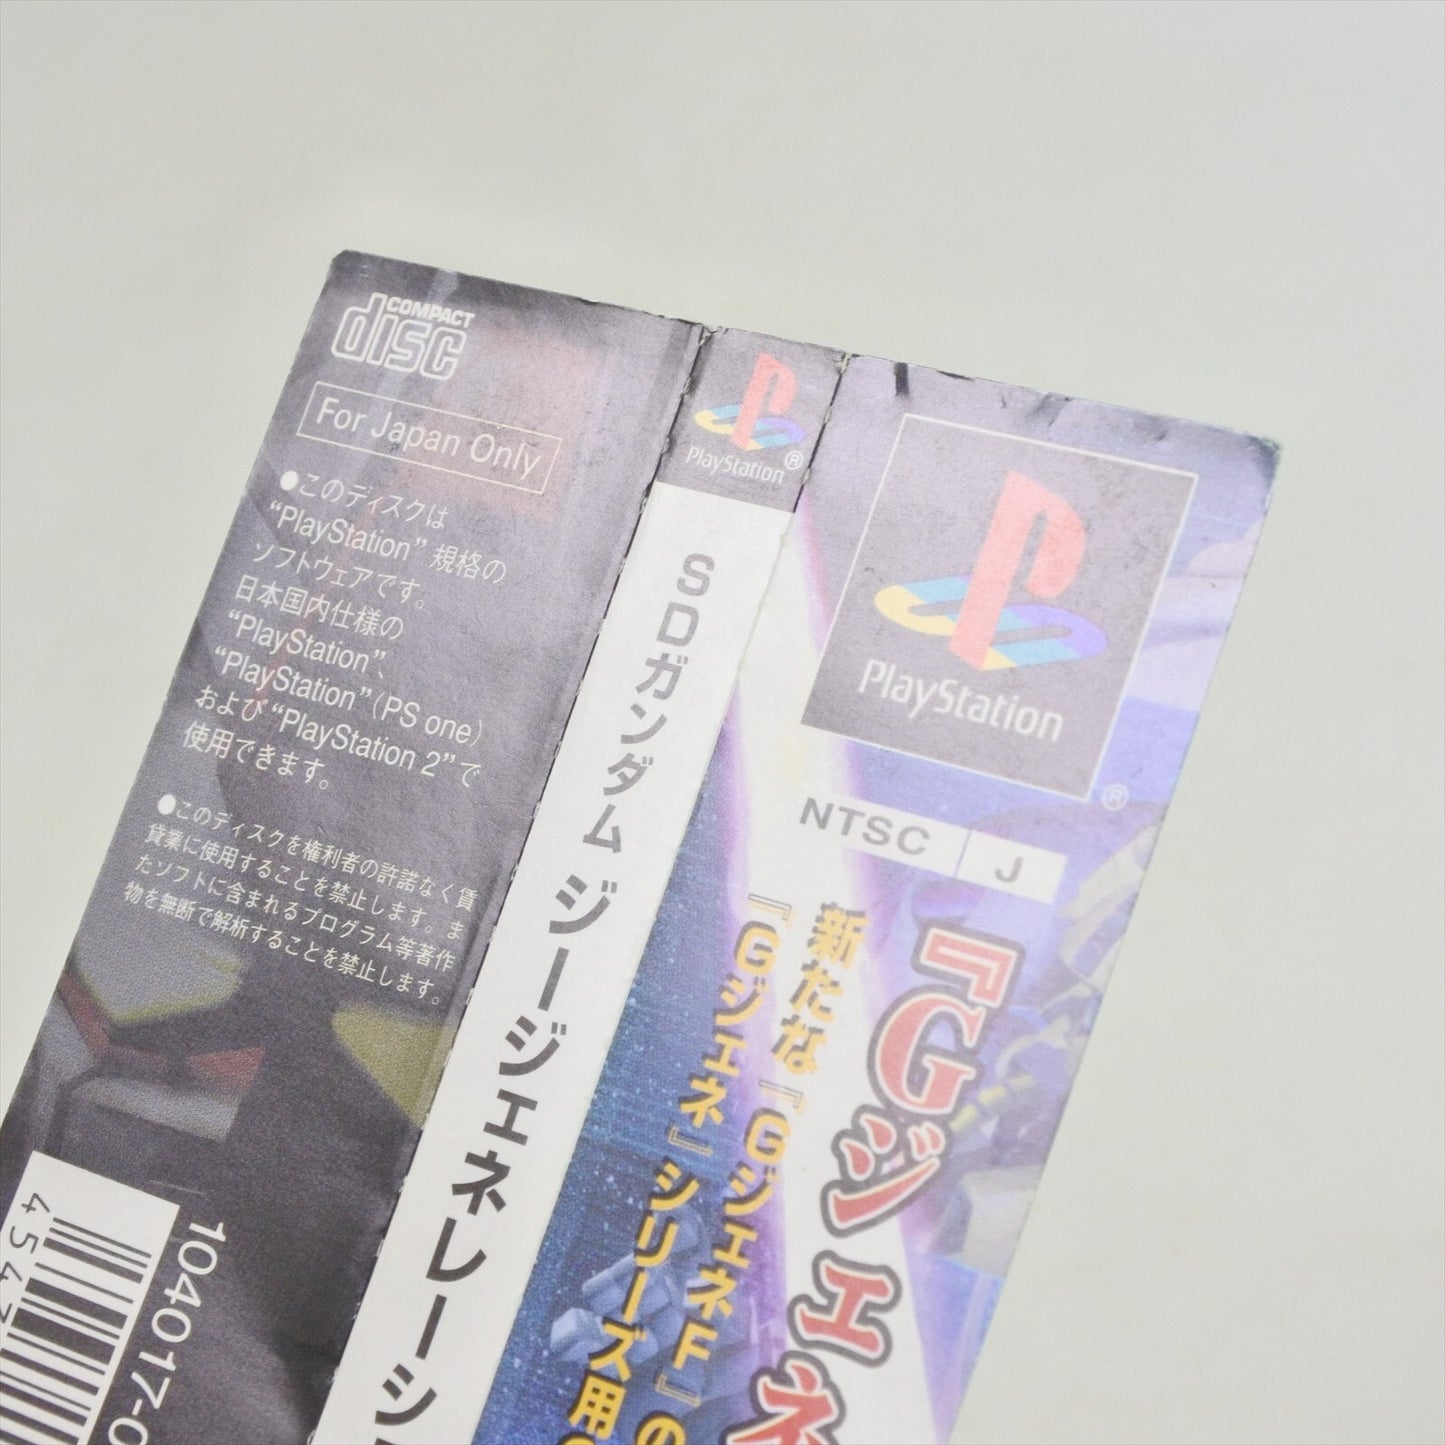 COMPACT
disc
For Japan Only
●このディスクは
“PlayStation” 規格の
ソフトウェアです。
日本国内仕様の
“PlayStation”、
“PlayStation”(PS one)
および“PlayStation 2”で
使用できます。
●このディスクを権利者の許諾なく賃
貸業に使用することを禁止します。ま
たソフトに含まれるプログラム等著作
物を無断で解析することを禁止します。
4 547
104017-0
PlayStation®
SDガンダム ジージェネレーシ
PlayStation
®
NTSC J
『Gジェネ
新たな『GジェネF』の
『Gジェネ』シリーズ用